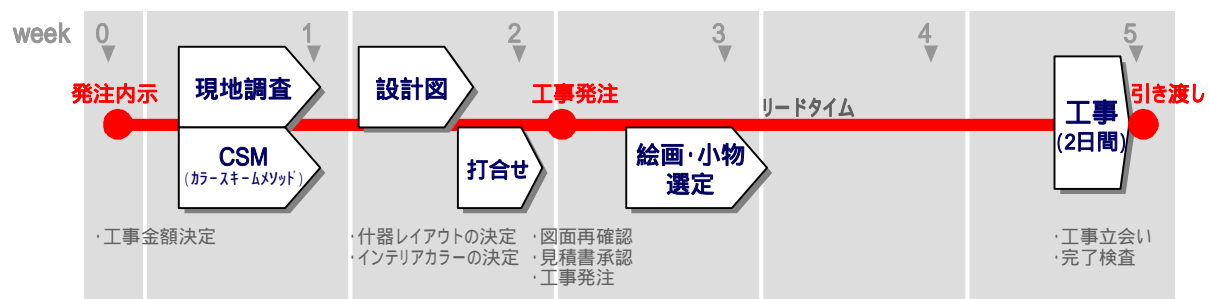 week 0 1 2 3 4 5
発注内示
現地調査
設計図
工事発注
リードタイム
工事
(2日間)
引き渡し
CSM
(カラースキームメソッド)
打合せ
絵画・小物
選定
・工事金額決定
・什器レイアウトの決定
・インテリアカラーの決定
・図面再確認
・見積書承認
・工事発注
・工事立会い
・完了検査